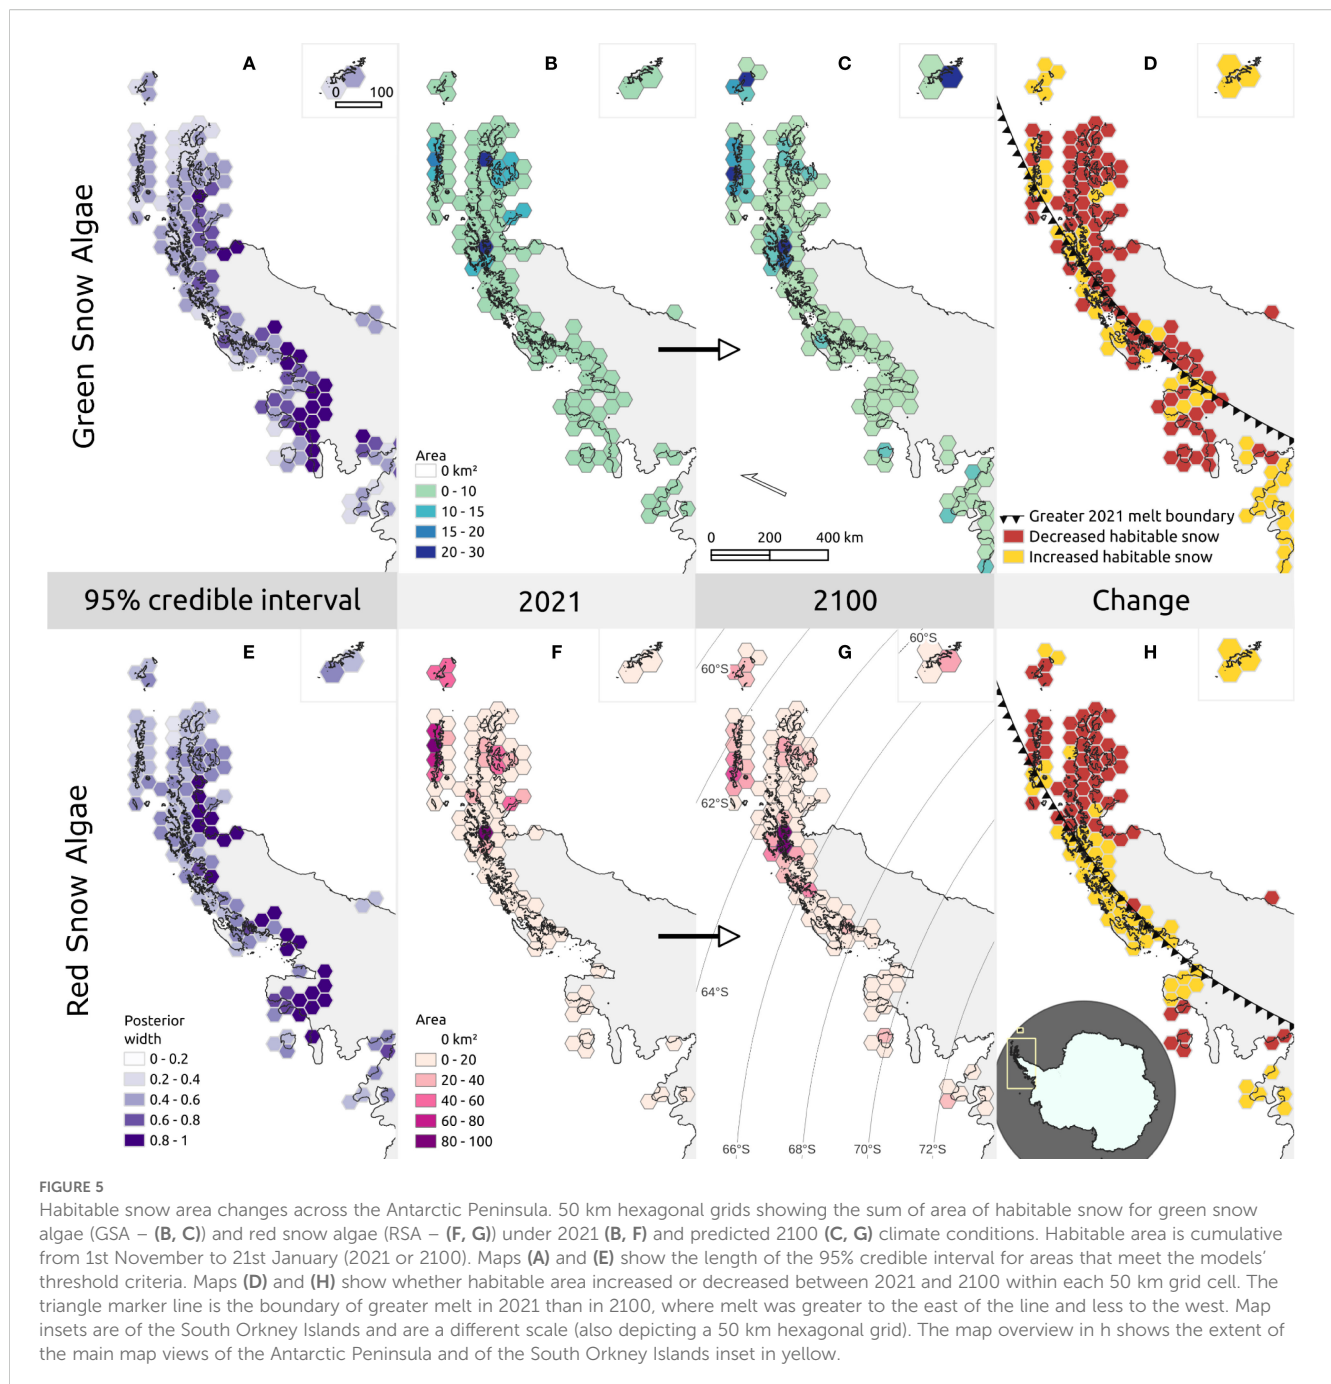 A
B
C
D
0 100
Green Snow Algae
Area
0 km²
0 - 10
10 - 15
15 - 20
20 - 30
0 200 400 km
Greater 2021 melt boundary
Decreased habitable snow
Increased habitable snow
95% credible interval
2021
2100
Change
E
F
G
H
60°S
60°S
62°S
64°S
66°S
68°S
70°S
72°S
Red Snow Algae
Posterior
width
0 - 0.2
0.2 - 0.4
0.4 - 0.6
0.6 - 0.8
0.8 - 1
Area
0 km²
0 - 20
20 - 40
40 - 60
60 - 80
80 - 100
FIGURE 5
Habitable snow area changes across the Antarctic Peninsula. 50 km hexagonal grids showing the sum of area of habitable snow for green snow
algae (GSA – (B, C)) and red snow algae (RSA – (F, G)) under 2021 (B, F) and predicted 2100 (C, G) climate conditions. Habitable area is cumulative
from 1st November to 21st January (2021 or 2100). Maps (A) and (E) show the length of the 95% credible interval for areas that meet the models’
threshold criteria. Maps (D) and (H) show whether habitable area increased or decreased between 2021 and 2100 within each 50 km grid cell. The
triangle marker line is the boundary of greater melt in 2021 than in 2100, where melt was greater to the east of the line and less to the west. Map
insets are of the South Orkney Islands and are a different scale (also depicting a 50 km hexagonal grid). The map overview in h shows the extent of
the main map views of the Antarctic Peninsula and of the South Orkney Islands inset in yellow.